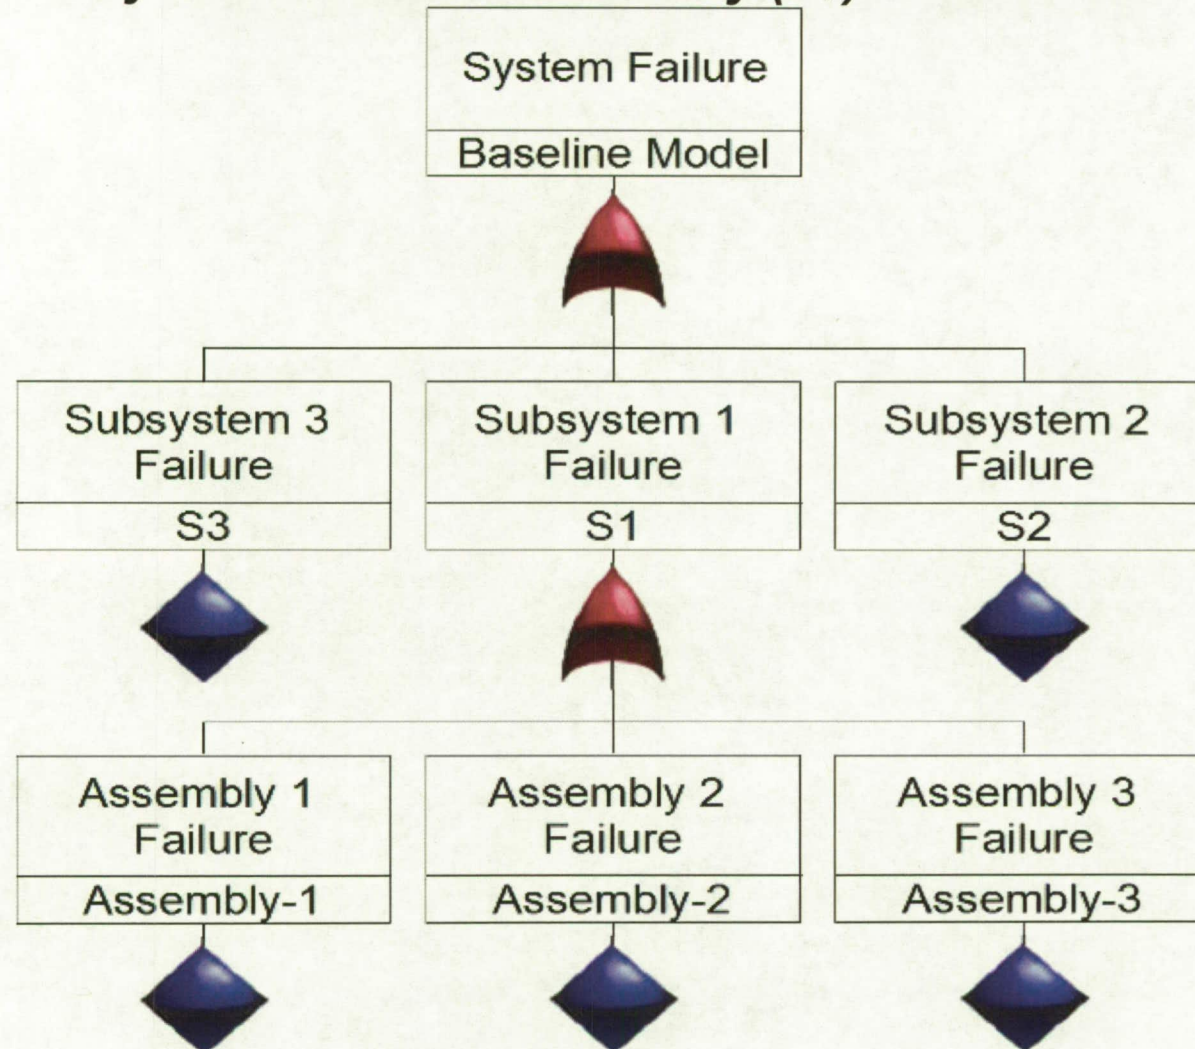 System Failure
Baseline Model
Subsystem 3
Failure
S3
Subsystem 1
Failure
S1
Subsystem 2
Failure
S2
Assembly 1
Failure
Assembly-1
Assembly 2
Failure
Assembly-2
Assembly 3
Failure
Assembly-3